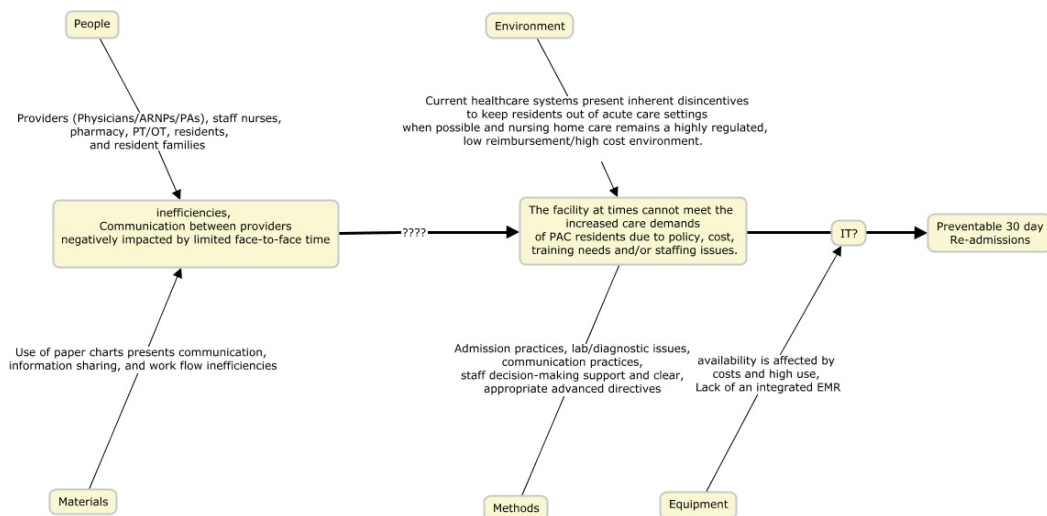 People
Environment
Providers (Physicians/ARNPs/PAs), staff nurses,
pharmacy, PT/OT, residents,
and resident families
Current healthcare systems present inherent disincentives
to keep residents out of acute care settings
when possible and nursing home care remains a highly regulated,
low reimbursement/high cost environment.
inefficiencies,
Communication between providers
negatively impacted by limited face-to-face time
????
The facility at times cannot meet the
increased care demands
of PAC residents due to policy, cost,
training needs and/or staffing issues.
IT?
Preventable 30 day
Re-admissions
Use of paper charts presents communication,
information sharing, and work flow inefficiencies
Admission practices, lab/diagnostic issues,
communication practices,
staff decision-making support and clear,
appropriate advanced directives
availability is affected by
costs and high use,
Lack of an integrated EMR
Materials
Methods
Equipment